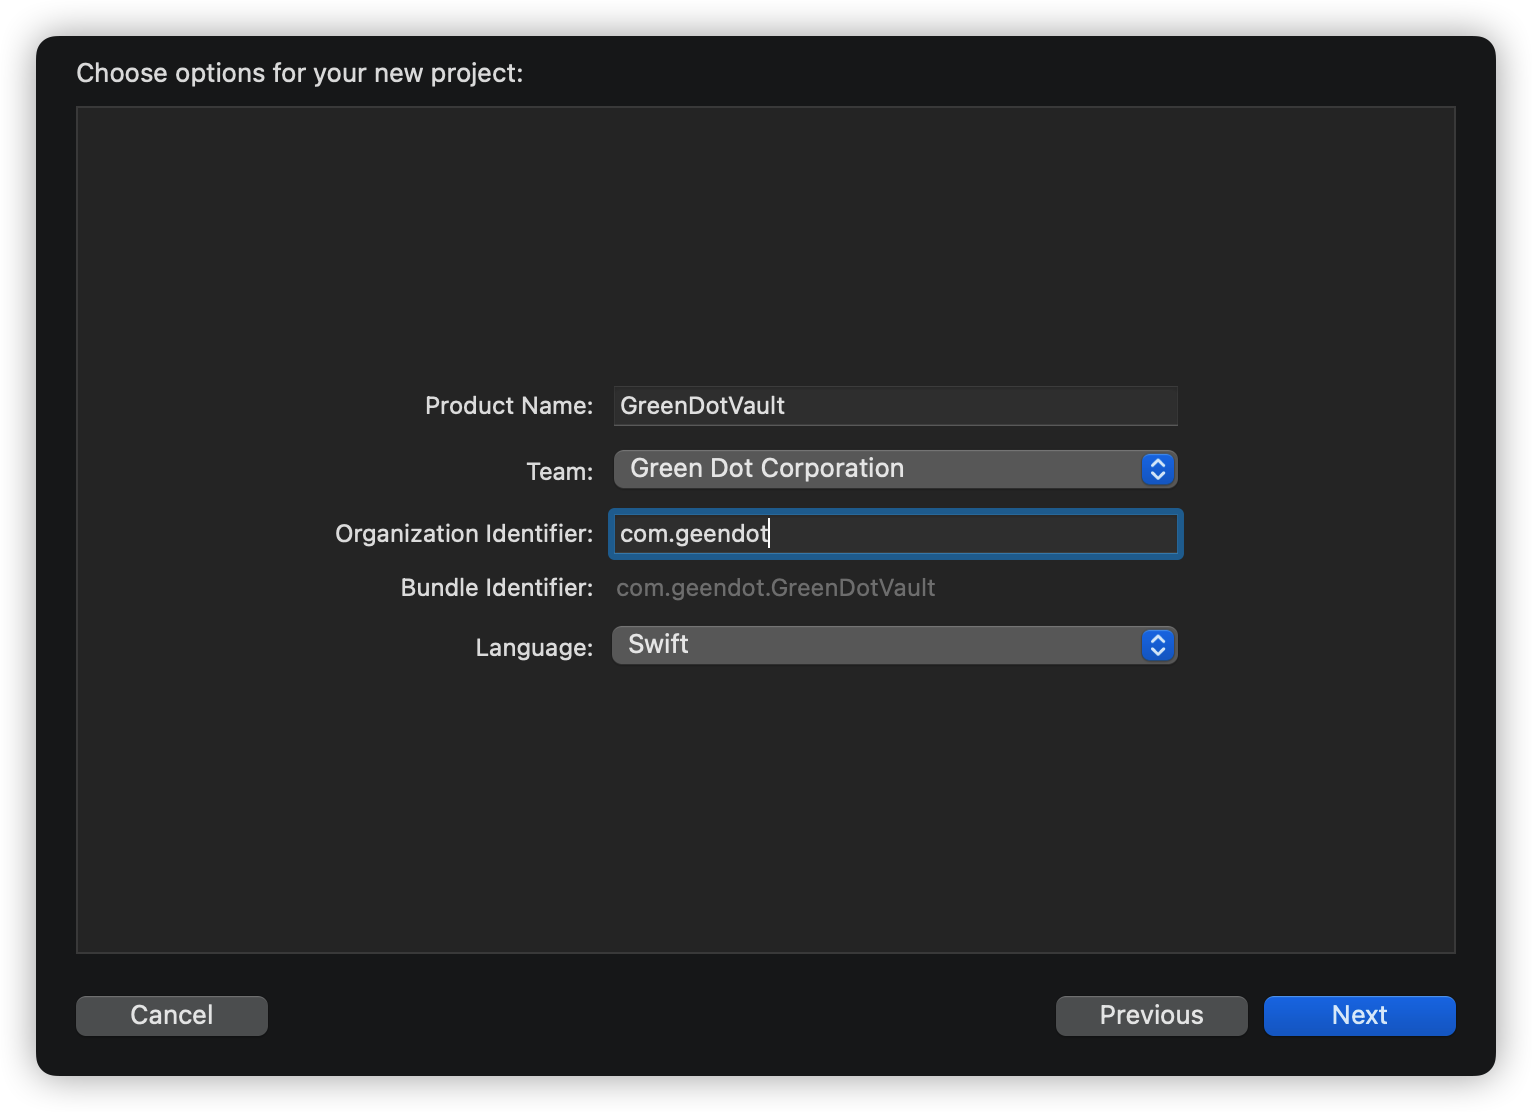 Choose options for your new project:
Product Name: GreenDotVault
Team: Green Dot Corporation
Organization Identifier: com.geendot
Bundle Identifier: com.geendot.GreenDotVault
Language: Swift
Cancel Previous Next